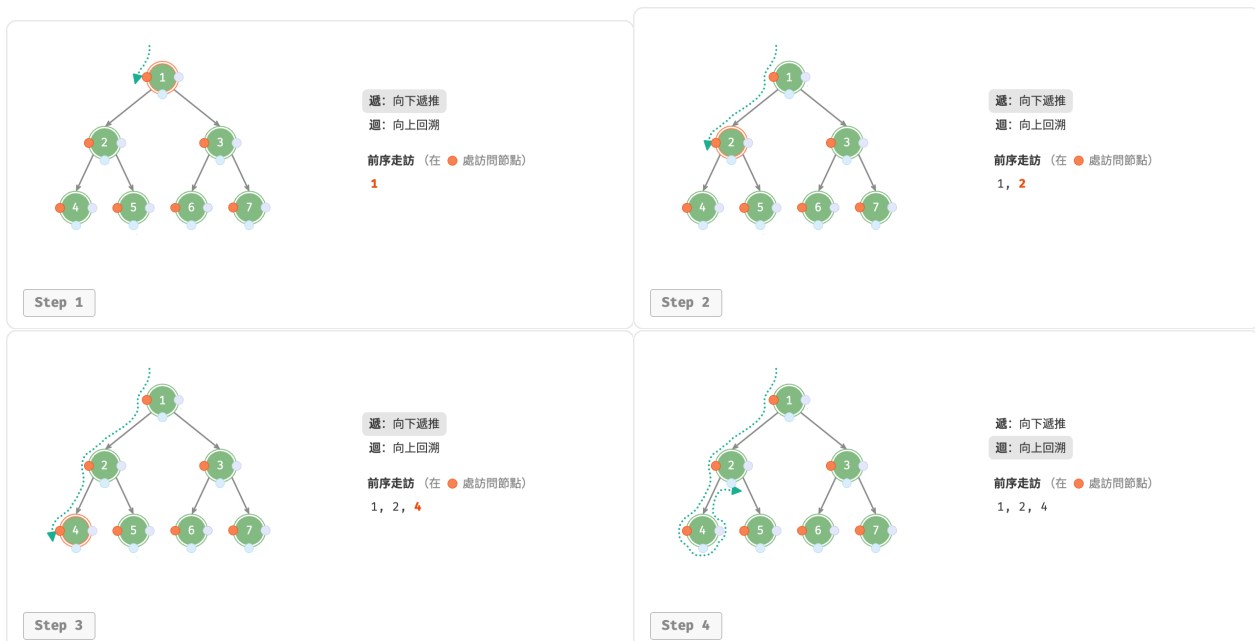 1
2
3
4
5
6
7
遞：向下遞推
迴：向上回溯
前序走訪（在 處訪問節點）
1
Step 1
1
2
3
4
5
6
7
遞：向下遞推
迴：向上回溯
前序走訪（在 處訪問節點）
1, 2
Step 2
1
2
3
4
5
6
7
遞：向下遞推
迴：向上回溯
前序走訪（在 處訪問節點）
1, 2, 4
Step 3
1
2
3
4
5
6
7
遞：向下遞推
迴：向上回溯
前序走訪（在 處訪問節點）
1, 2, 4
Step 4